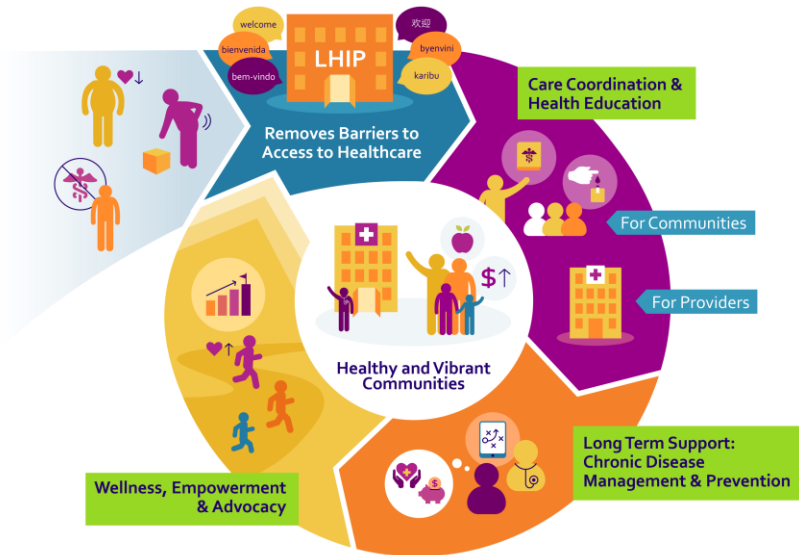 welcome
bienvenida
bem-vindo
LHIP
欢迎
byenvini
karibu
Removes Barriers to
Access to Healthcare
Care Coordination &
Health Education
For Communities
For Providers
$
Healthy and Vibrant
Communities
Long Term Support:
Chronic Disease
Management & Prevention
$
Wellness, Empowerment
& Advocacy